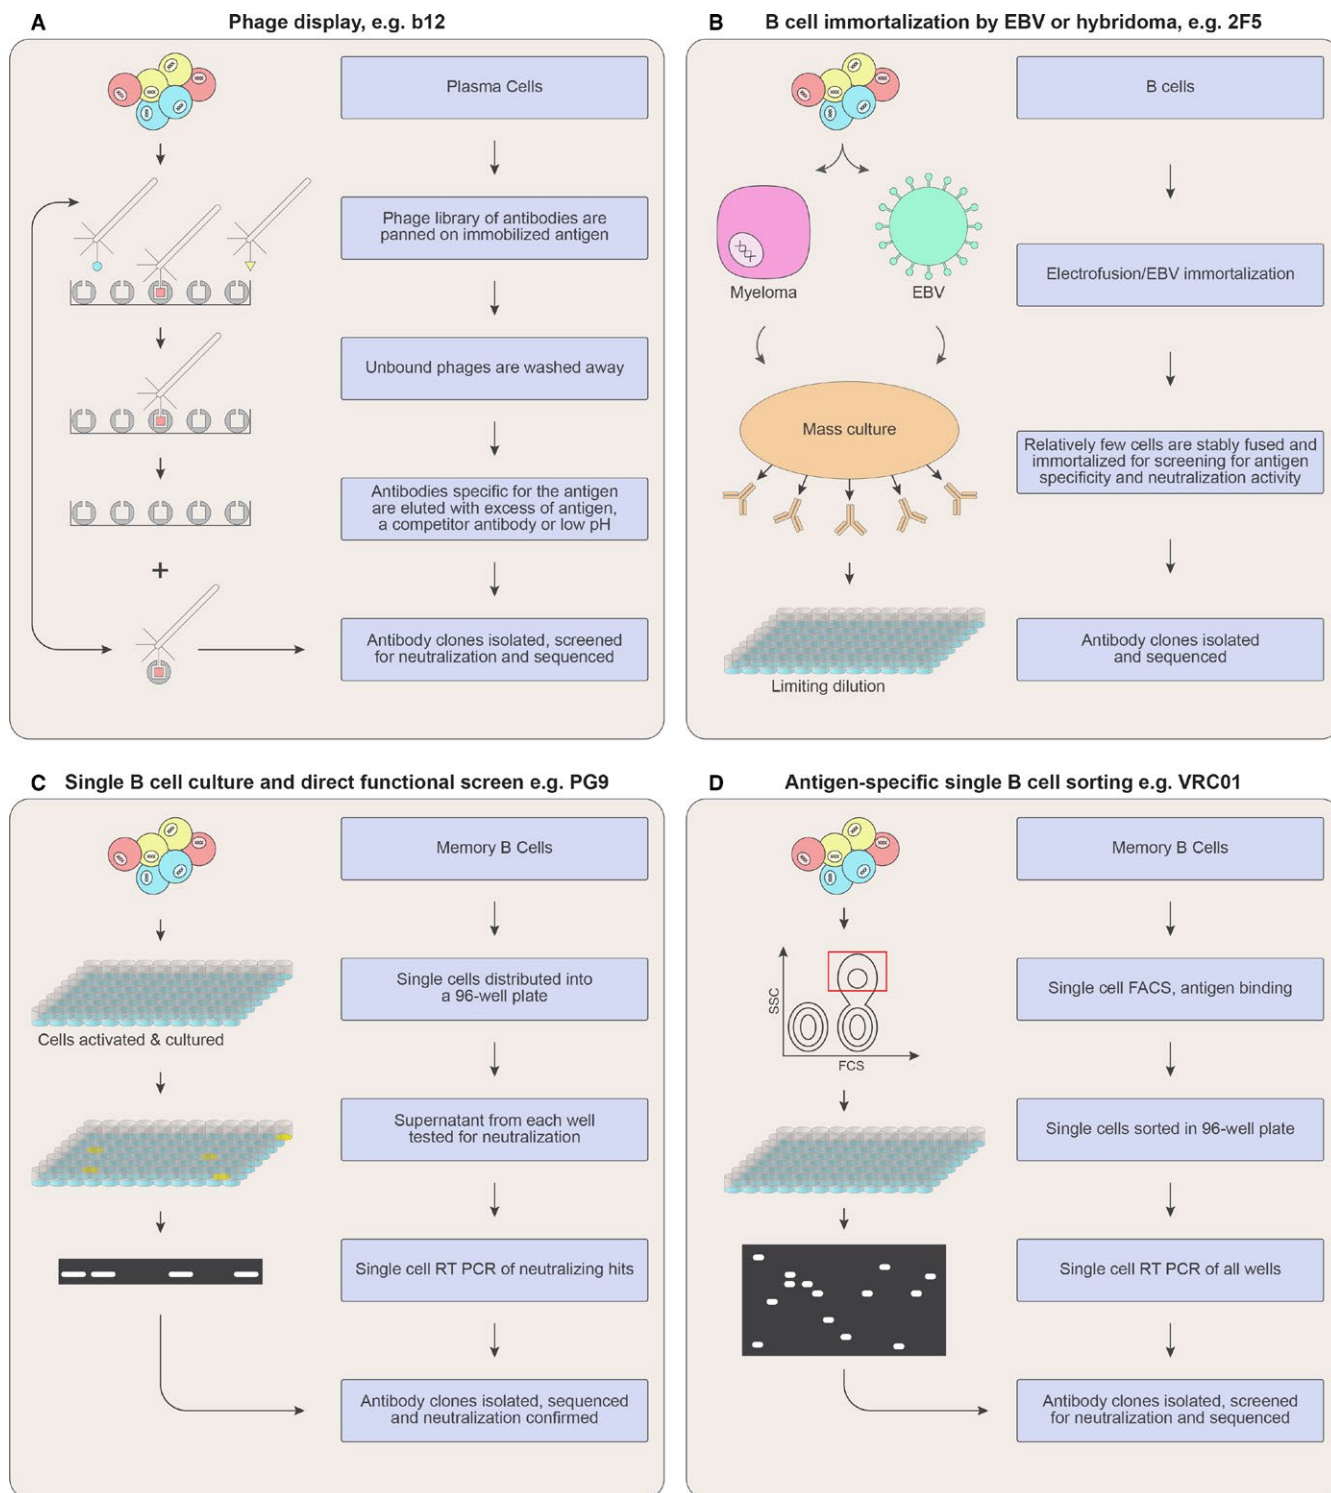 A Phage display, e.g. b12
Plasma Cells
Phage library of antibodies are
panned on immobilized antigen
Unbound phages are washed away
Antibodies specific for the antigen
are eluted with excess of antigen,
a competitor antibody or low pH
+
Antibody clones isolated, screened
for neutralization and sequenced
B B cell immortalization by EBV or hybridoma, e.g. 2F5
B cells
Myeloma
EBV
Electrofusion/EBV immortalization
Mass culture
Relatively few cells are stably fused and
immortalized for screening for antigen
specificity and neutralization activity
Limiting dilution
Antibody clones isolated
and sequenced
C Single B cell culture and direct functional screen e.g. PG9
Memory B Cells
Single cells distributed into
a 96-well plate
Cells activated & cultured
Supernatant from each well
tested for neutralization
Single cell RT PCR of neutralizing hits
Antibody clones isolated, sequenced
and neutralization confirmed
D Antigen-specific single B cell sorting e.g. VRC01
Memory B Cells
SSC
FCS
Single cell FACS, antigen binding
Single cells sorted in 96-well plate
Single cell RT PCR of all wells
Antibody clones isolated, screened
for neutralization and sequenced